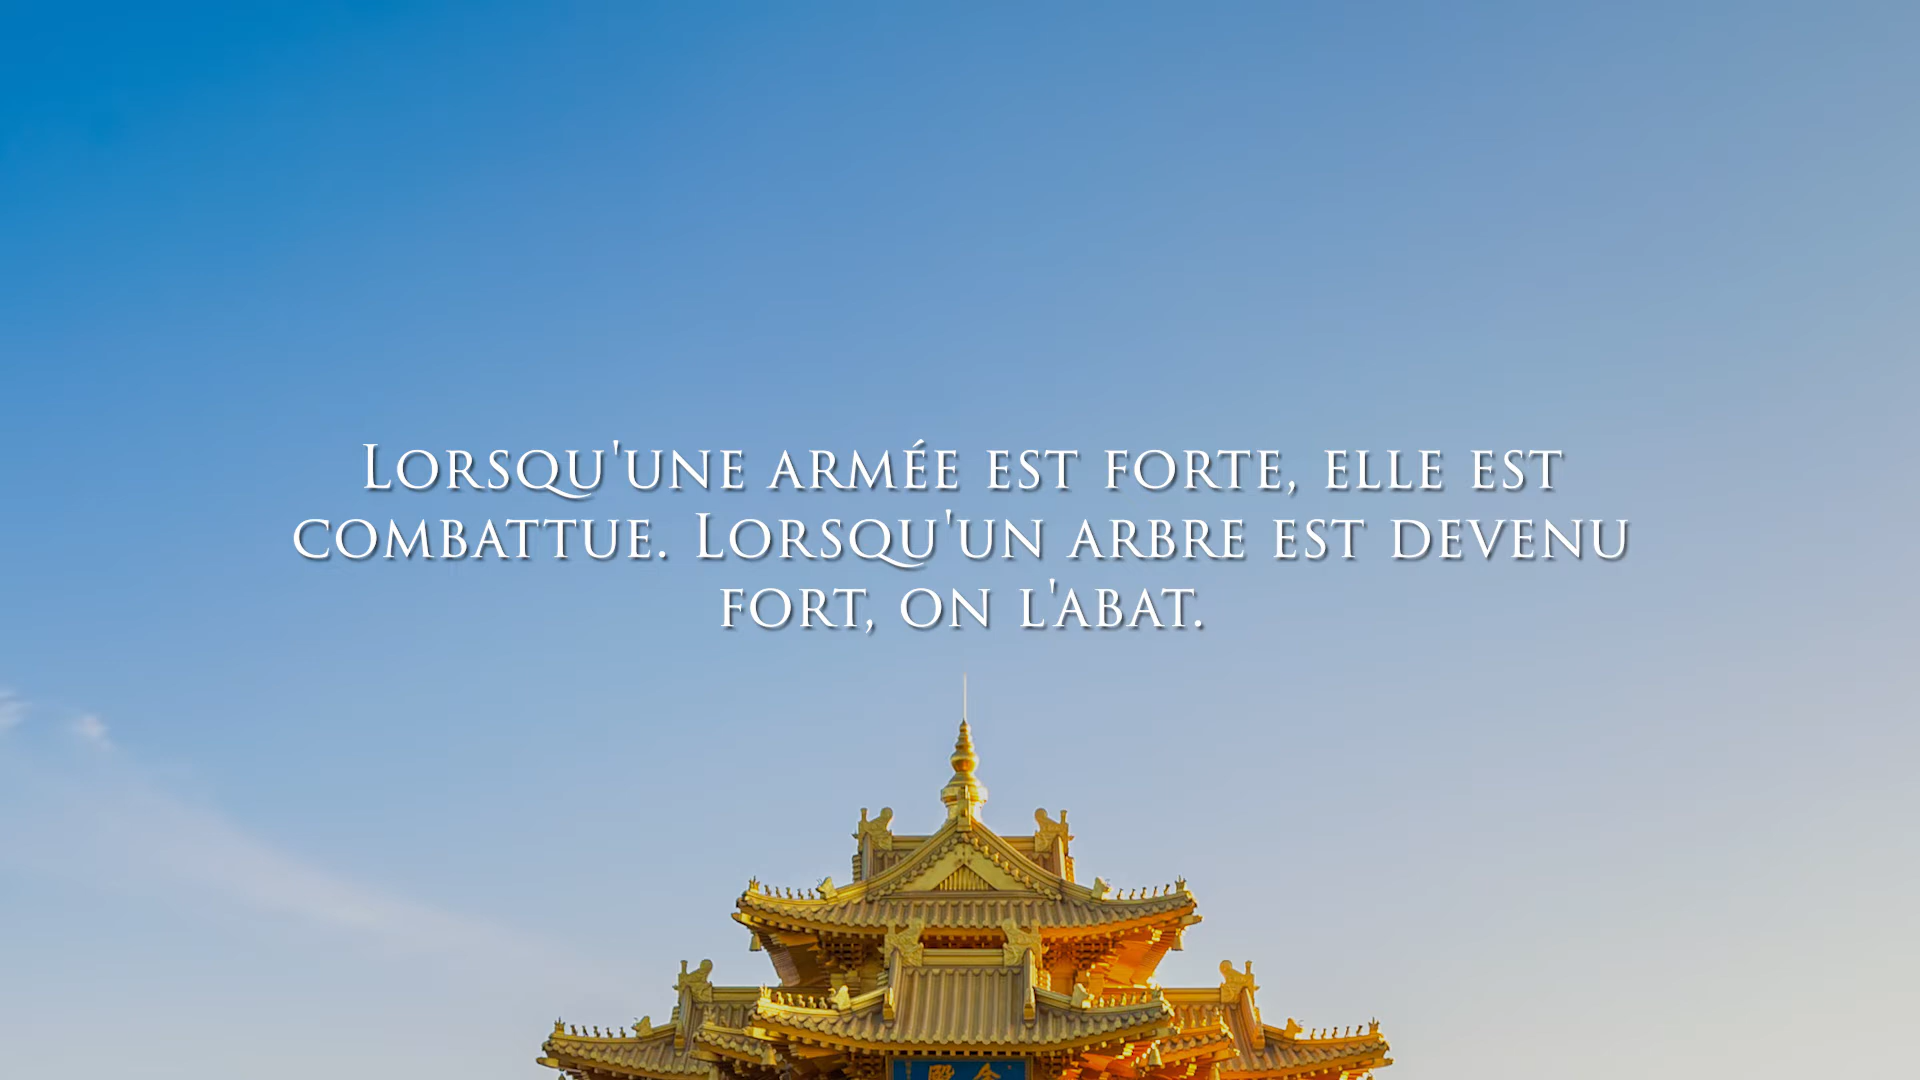 Lorsqu'une armée est forte, elle est
combattue. Lorsqu'un arbre est devenu
fort, on l'abat.